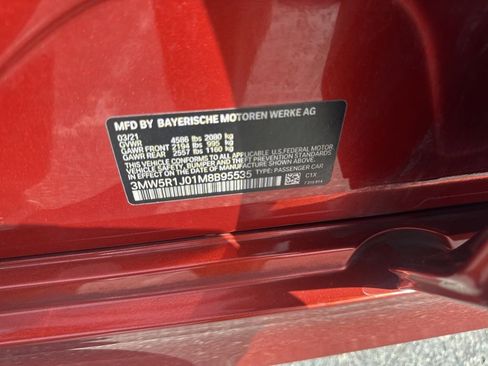 MFD BY BAYERISCHE MOTOREN WERKE AG
03/21
GVWR 4586 lbs 2080 kg
GAWR FRONT 2194 lbs 995 kg
GAWR REAR 2557 lbs 1160 kg
THIS VEHICLE CONFORMS TO ALL APPLICABLE U.S. FEDERAL MOTOR
VEHICLE SAFETY, BUMPER, AND THEFT PREVENTION STANDARDS
IN EFFECT ON THE DATE OF MANUFACTURE SHOWN ABOVE
3MW5R1J01M8B95535 TYPE: PASSENGER CAR
C1X